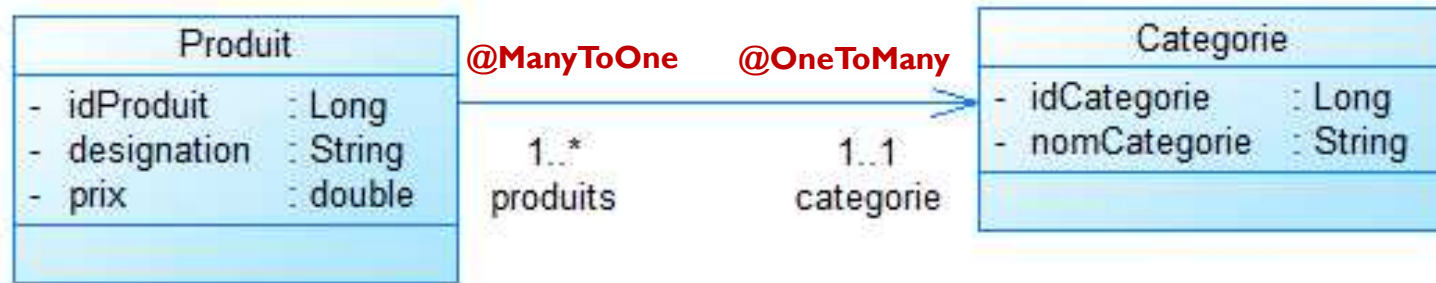 Produit
- idProduit : Long
- designation : String
- prix : double
@ManyToOne @OneToMany
1..* 1..1
produits categorie
Categorie
- idCategorie : Long
- nomCategorie : String